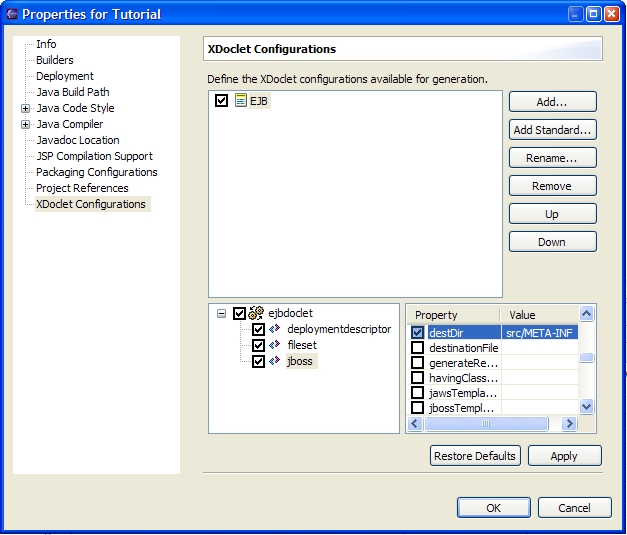 Properties for Tutorial
Info
Builders
Deployment
Java Build Path
Java Code Style
Java Compiler
Javadoc Location
JSP Compilation Support
Packaging Configurations
Project References
XDoclet Configurations
XDoclet Configurations
Define the XDoclet configurations available for generation.
EJB
Add...
Add Standard...
Rename...
Remove
Up
Down
ejbdoclet
deploymentdescriptor
fileset
jboss
Property Value
destDir src/META-INF
destinationFile
generateRe...
havingClass...
jawsTempla...
jbossTempl...
Restore Defaults
Apply
OK
Cancel